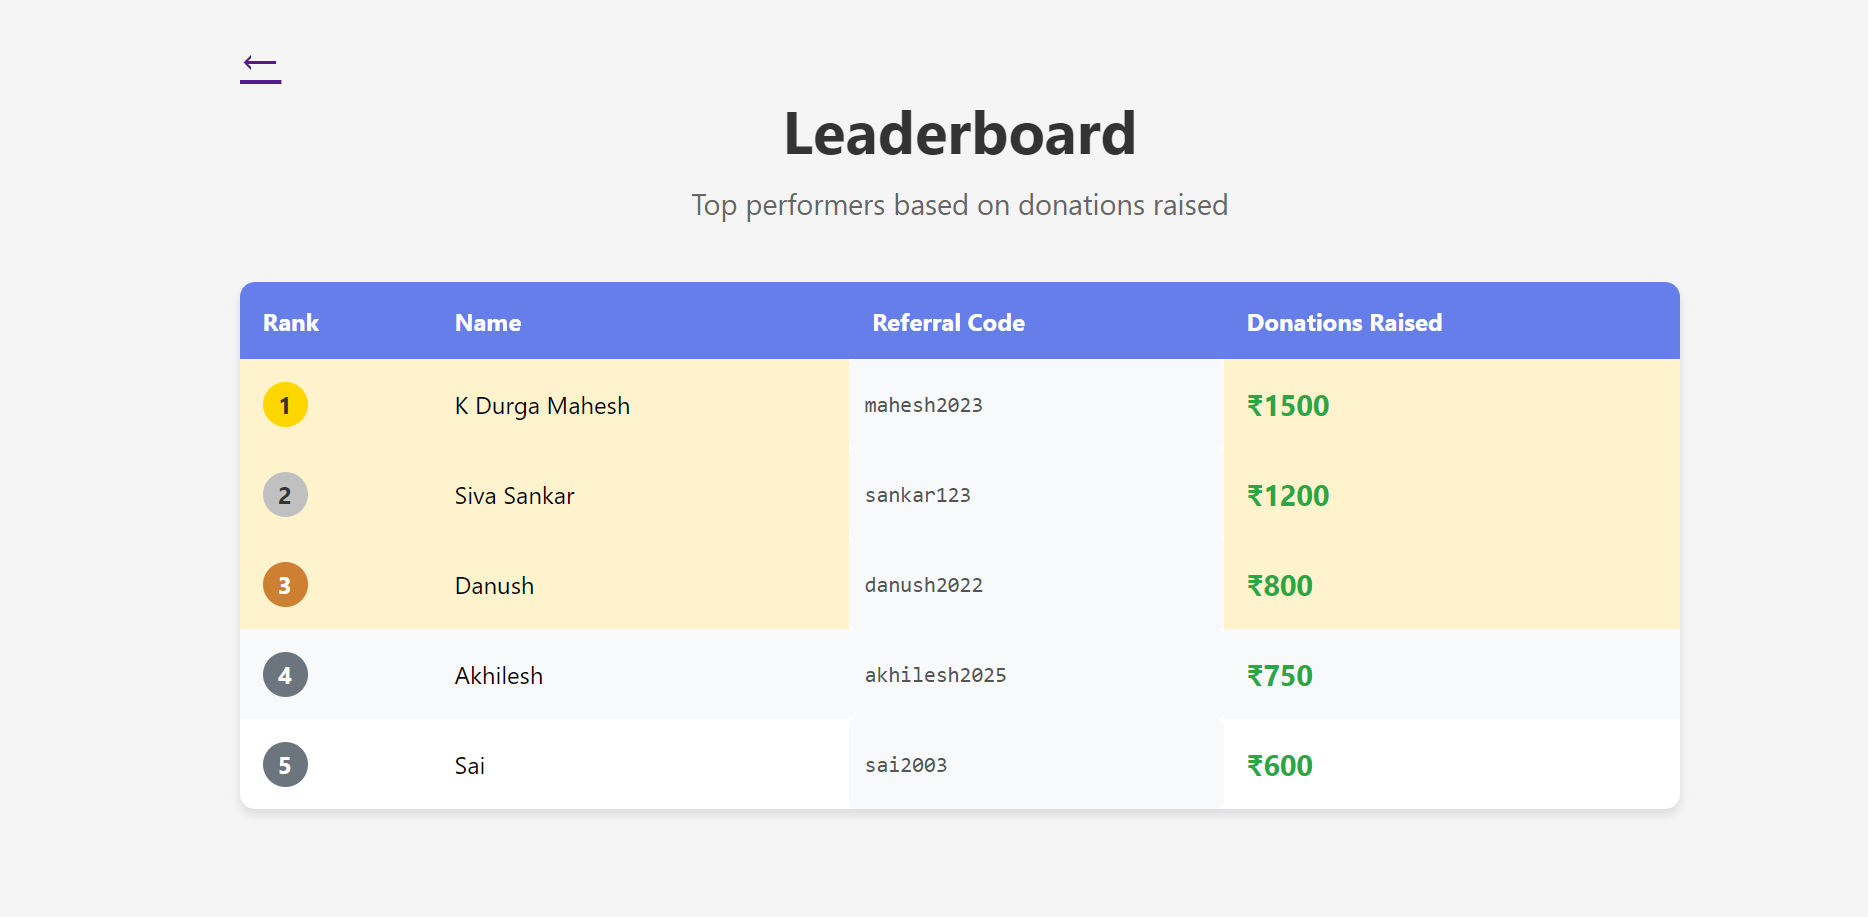 ←
Leaderboard
Top performers based on donations raised
Rank Name Referral Code Donations Raised
1 K Durga Mahesh mahesh2023 ₹1500
2 Siva Sankar sankar123 ₹1200
3 Danush danush2022 ₹800
4 Akhilesh akhilesh2025 ₹750
5 Sai sai2003 ₹600